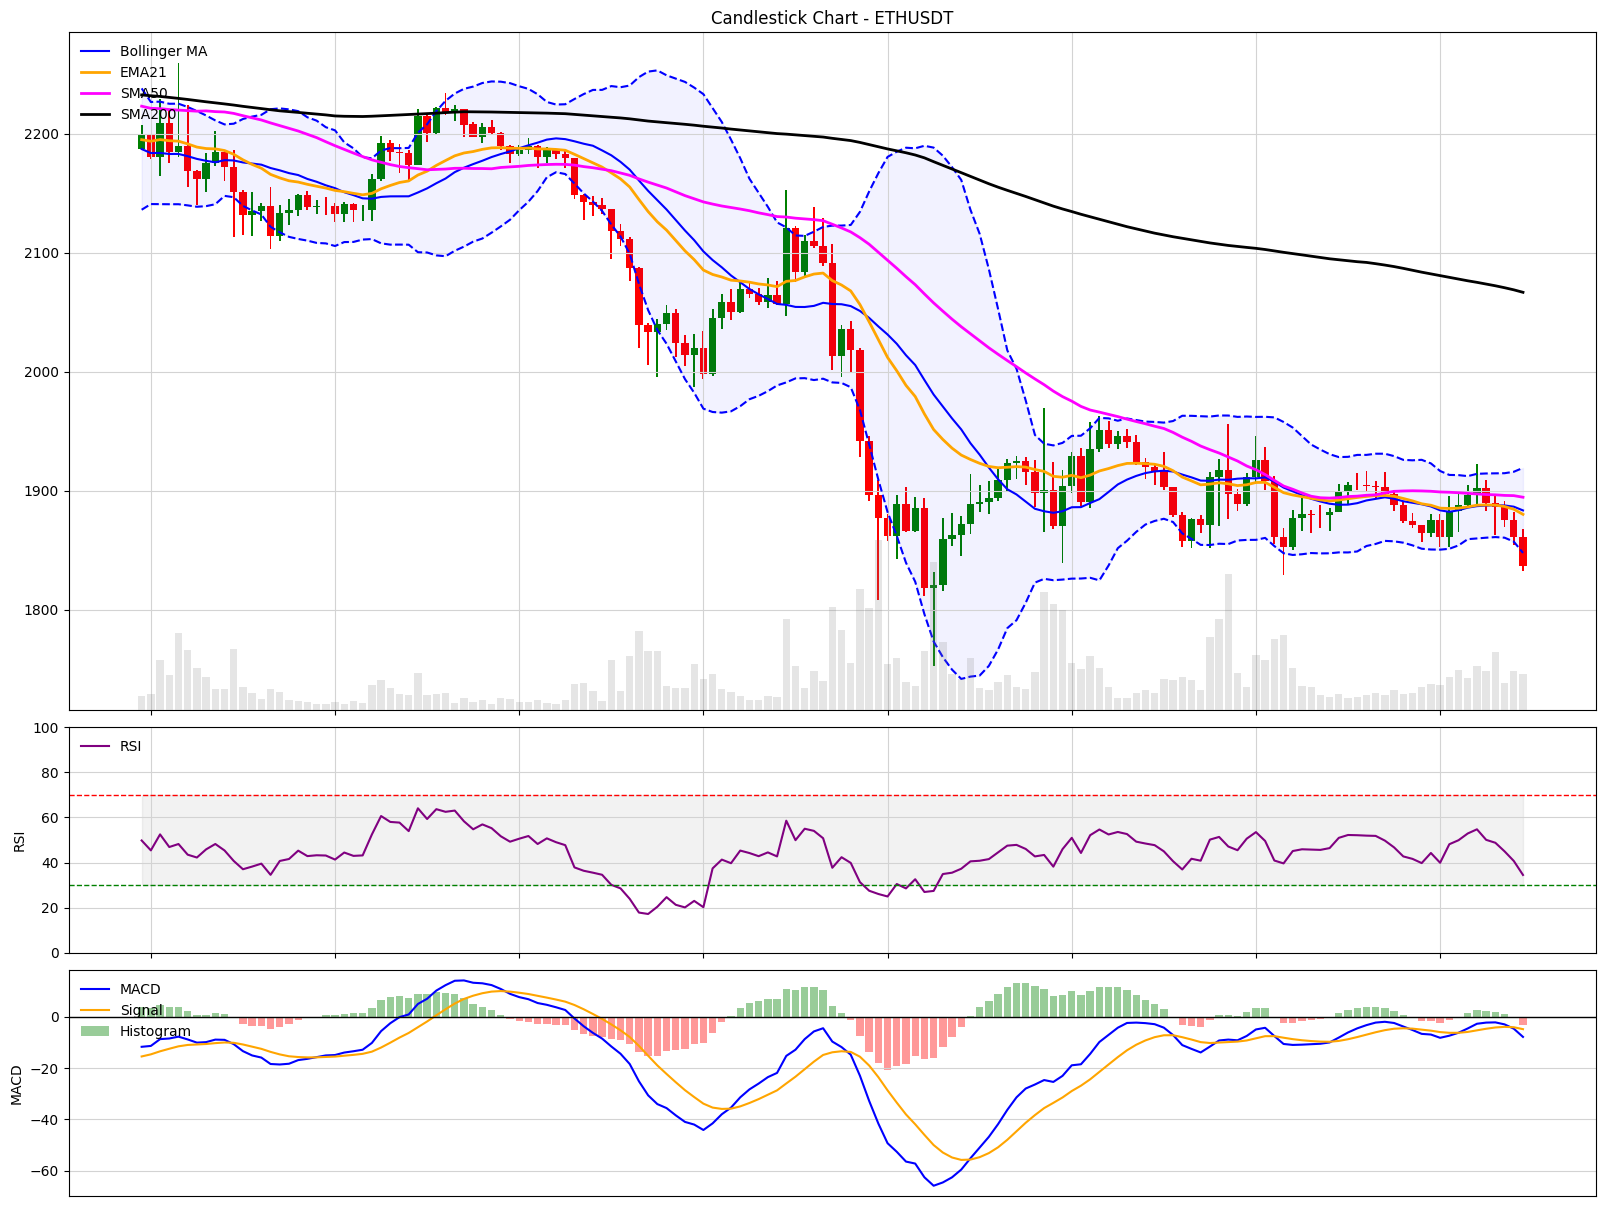 Candlestick Chart - ETHUSDT
Bollinger MA
EMA21
SMA50
SMA200
2200
2100
2000
1900
1800
RSI
100
80
60
40
20
0
RSI
MACD
Signal
Histogram
0
−20
−40
−60
MACD